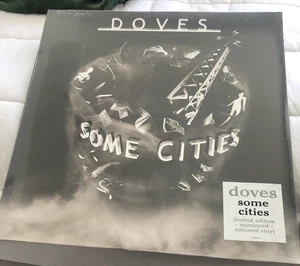 DOVES
SOME CITIES
doves
some
cities
limited edition
- numbered -
coloured vinyl